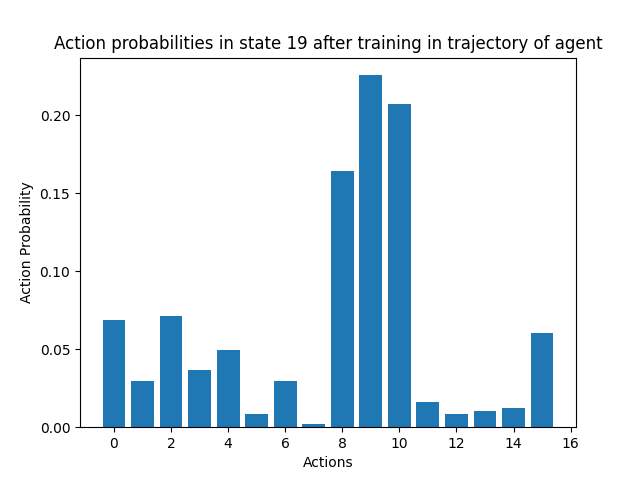 Action probabilities in state 19 after training in trajectory of agent
0.20
0.15
0.10
0.05
0.00
Action Probability
0 2 4 6 8 10 12 14 16
Actions